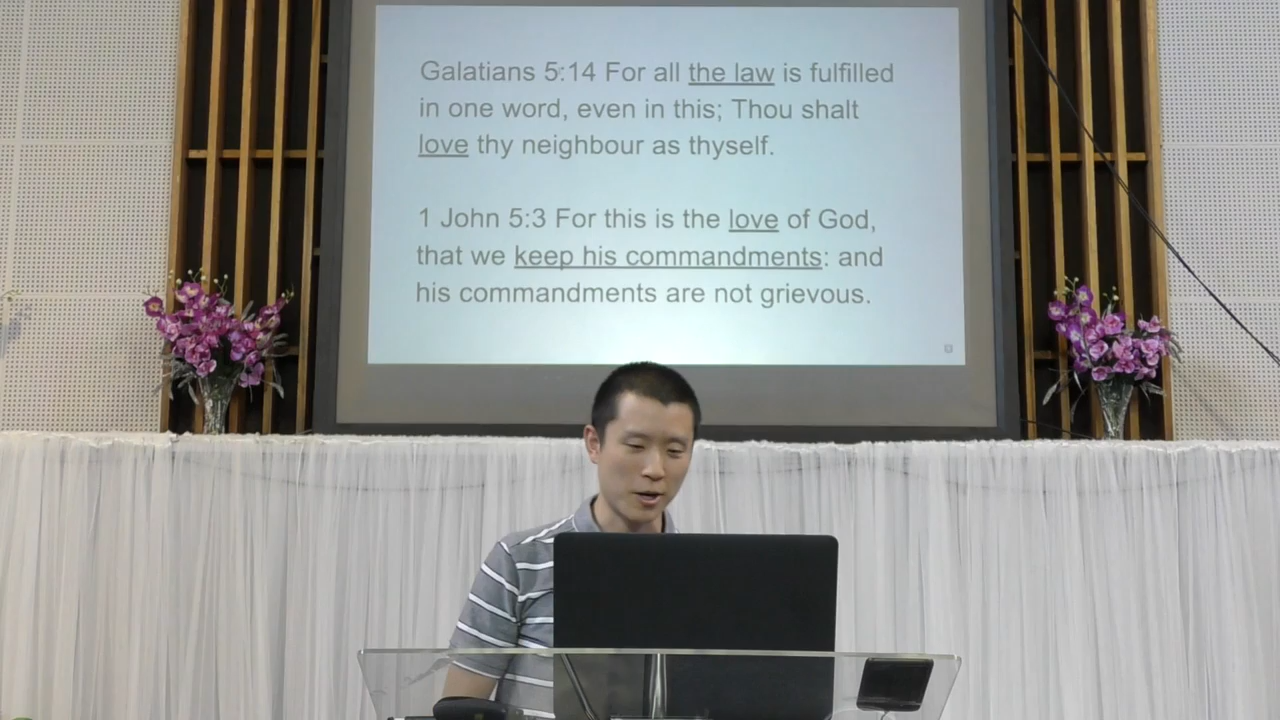 Galatians 5:14 For all the law is fulfilled
in one word, even in this; Thou shalt
love thy neighbour as thyself.
1 John 5:3 For this is the love of God,
that we keep his commandments: and
his commandments are not grievous.